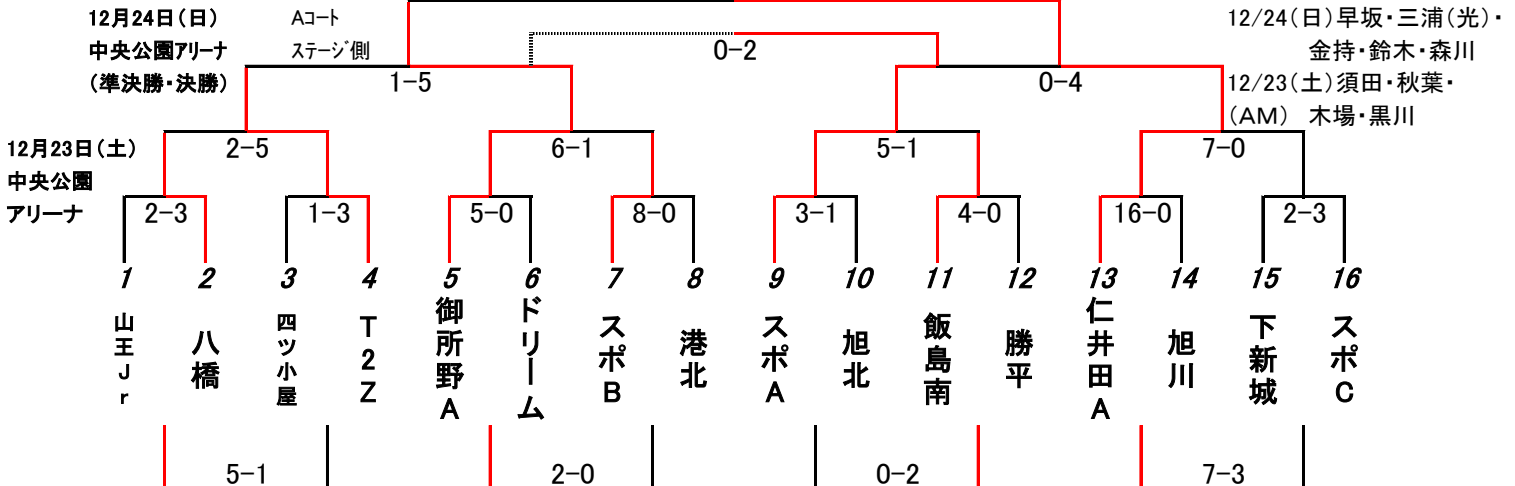 12月24日(日) Aコート
中央公園アリーナ ステージ側
(準決勝・決勝)
12/24(日)早坂・三浦(光)・
金持・鈴木・森川
12/23(土)須田・秋葉・
(AM) 木場・黒川
0-2
1-5 0-4
12月23日(土)
中央公園
アリーナ
2-5 6-1 5-1 7-0
2-3 1-3 5-0 8-0 3-1 4-0 16-0 2-3
1 2 3 4 5 6 7 8 9 10 11 12 13 14 15 16
山王Jr
八橋
四ツ小屋
T2Z
御所野A
ドリーム
スポB
港北
スポA
旭北
飯島南
勝平
仁井田A
旭川
下新城
スポC
5-1 2-0 0-2 7-3